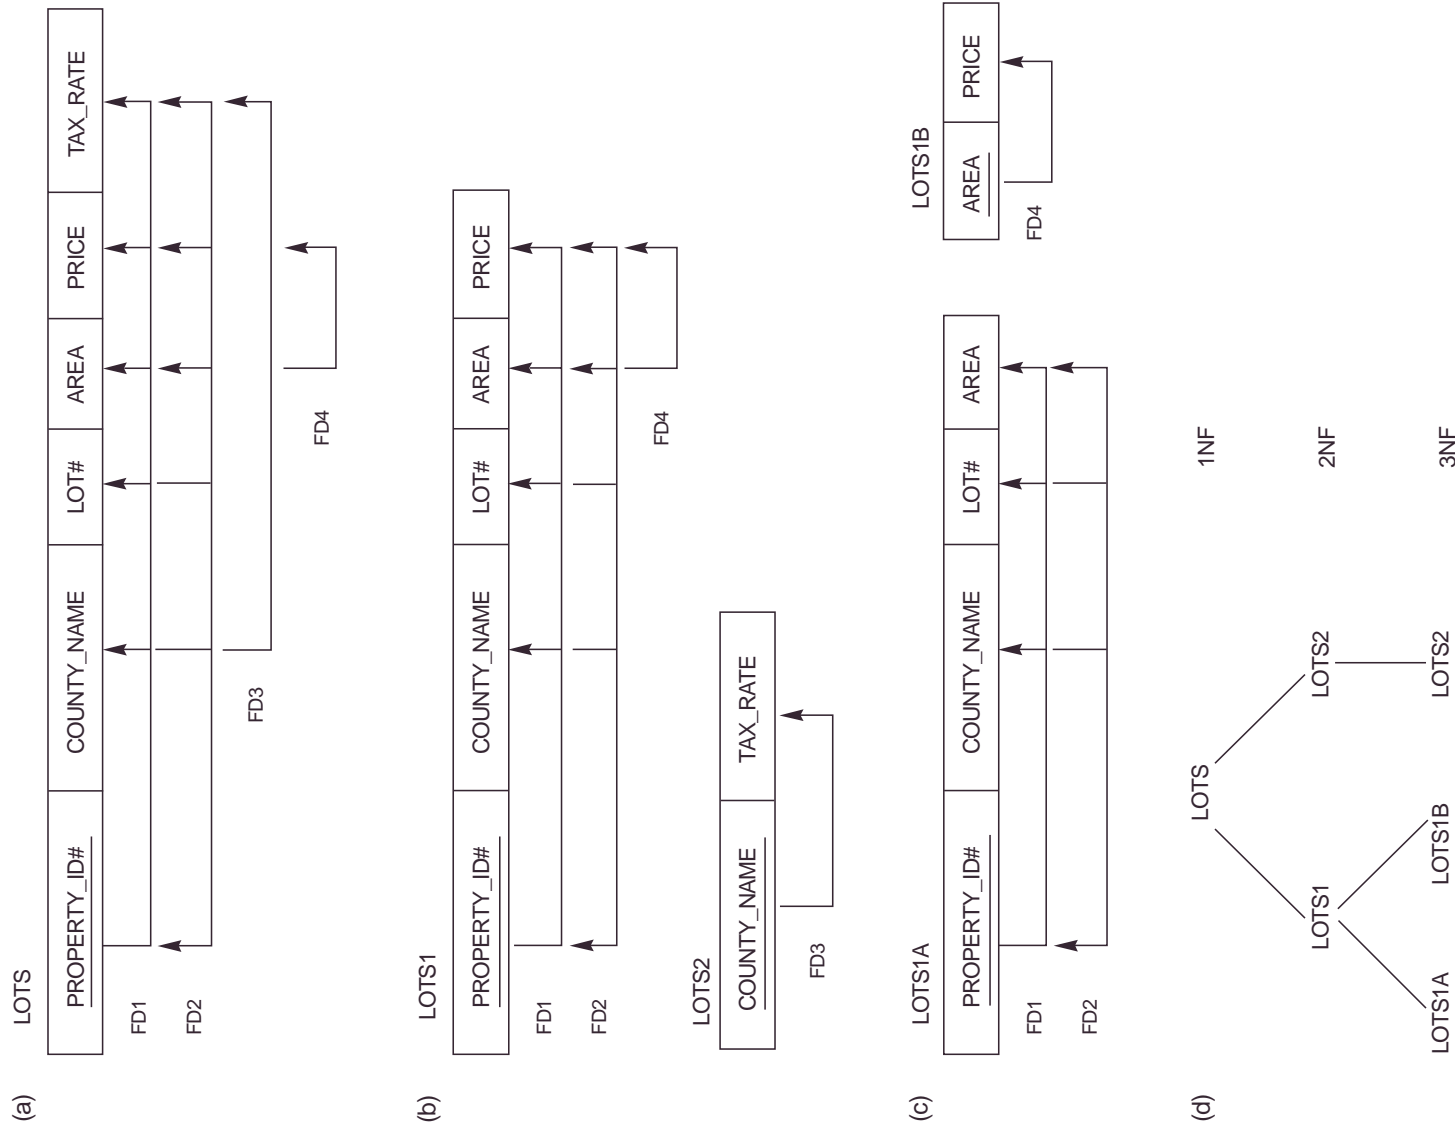 (a)
LOTS
PROPERTY_ID# COUNTY_NAME LOT# AREA PRICE TAX_RATE
FD1
FD2
FD3
FD4
(b)
LOTS1
PROPERTY_ID# COUNTY_NAME LOT# AREA PRICE
FD1
FD2
FD4
LOTS2
COUNTY_NAME TAX_RATE
FD3
(c)
LOTS1A
PROPERTY_ID# COUNTY_NAME LOT# AREA
FD1
FD2
LOTS1B
AREA PRICE
FD4
(d)
LOTS 1NF
LOTS1 LOTS2 2NF
LOTS1A LOTS1B LOTS2 3NF